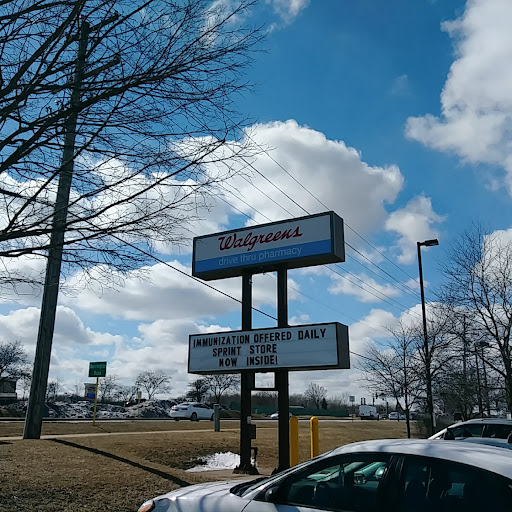 Walgreens
drive thru pharmacy
IMMUNIZATION OFFERED DAILY
SPRINT STORE
NOW INSIDE!